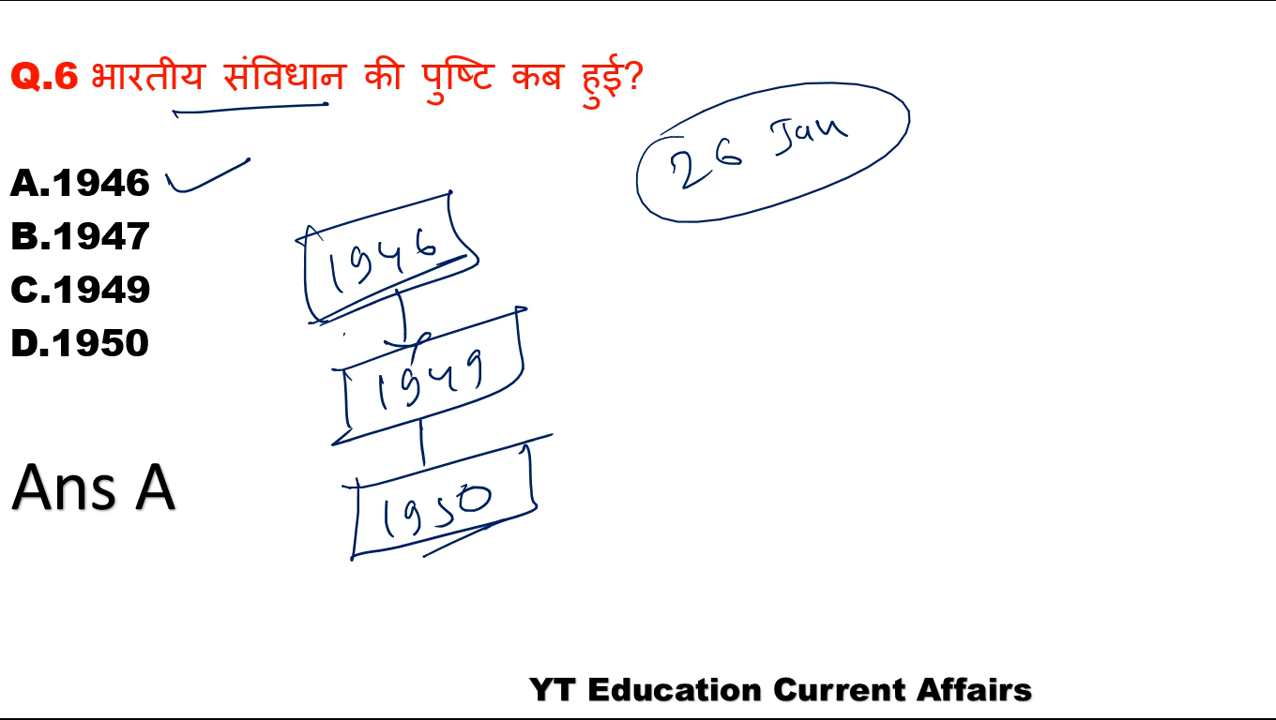 Q.6 भारतीय संविधान की पुष्टि कब हुई?
26 Jan
A.1946
B.1947
C.1949
D.1950
1946
1949
1950
Ans A
YT Education Current Affairs